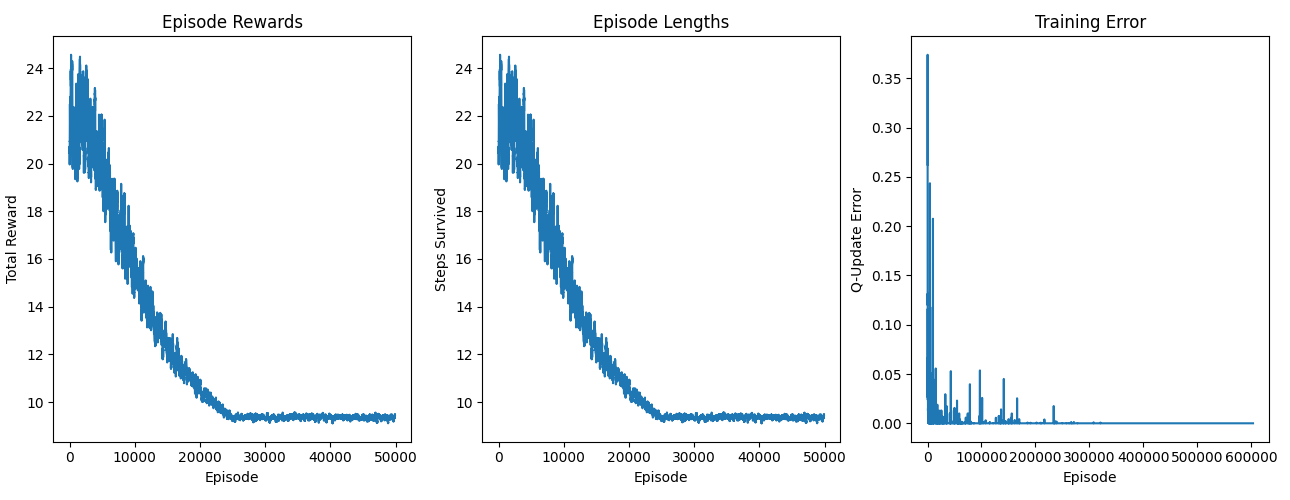 Episode Rewards
Total Reward
24
22
20
18
16
14
12
10
0 10000 20000 30000 40000 50000
Episode
Episode Lengths
Steps Survived
24
22
20
18
16
14
12
10
0 10000 20000 30000 40000 50000
Episode
Training Error
Q-Update Error
0.35
0.30
0.25
0.20
0.15
0.10
0.05
0.00
0 100000 200000 300000 400000 500000 600000
Episode